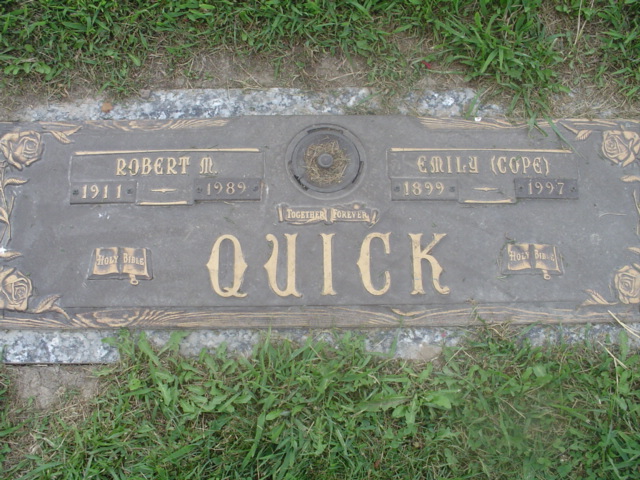 ROBERT M.
1911 1989
EMILY (COPE)
1899 1997
TOGETHER FOREVER
HOLY BIBLE
QUICK
HOLY BIBLE